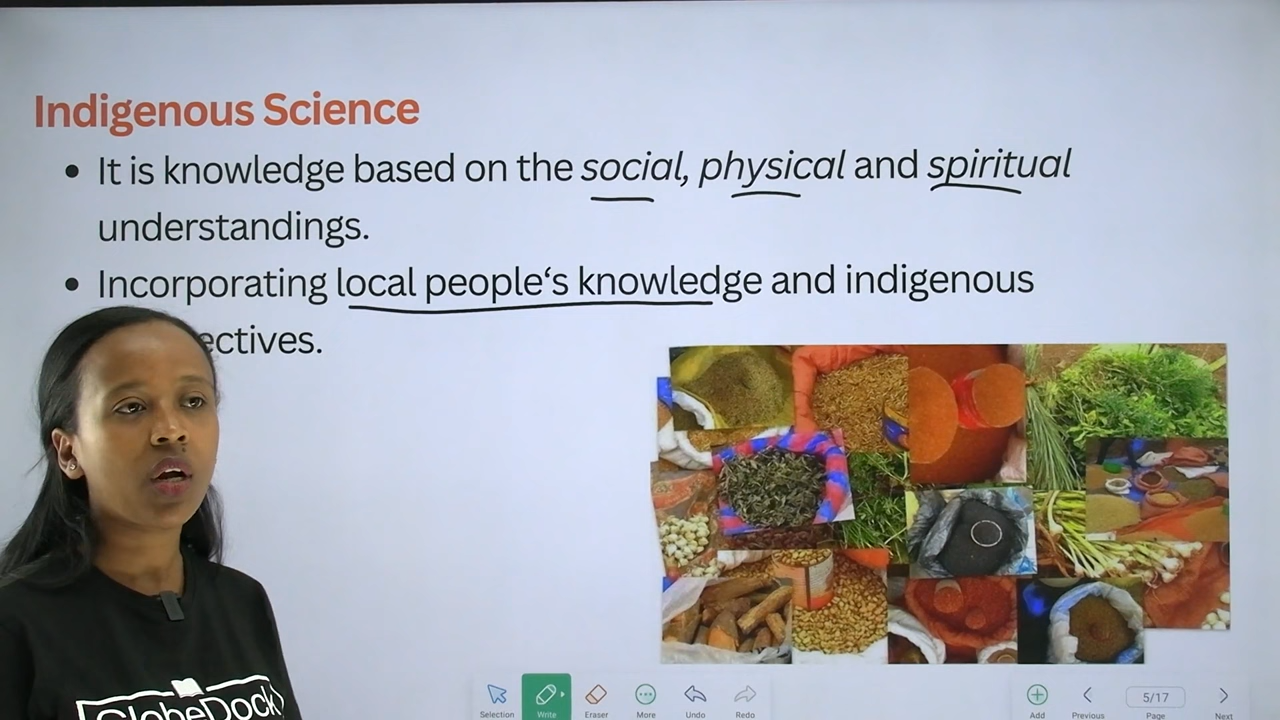 Indigenous Science
• It is knowledge based on the social, physical and spiritual
understandings.
• Incorporating local people‘s knowledge and indigenous
ectives.
GlobeDock
Selection
Write
Eraser
More
Undo
Redo
Add
Previous
5/17
Page
Next